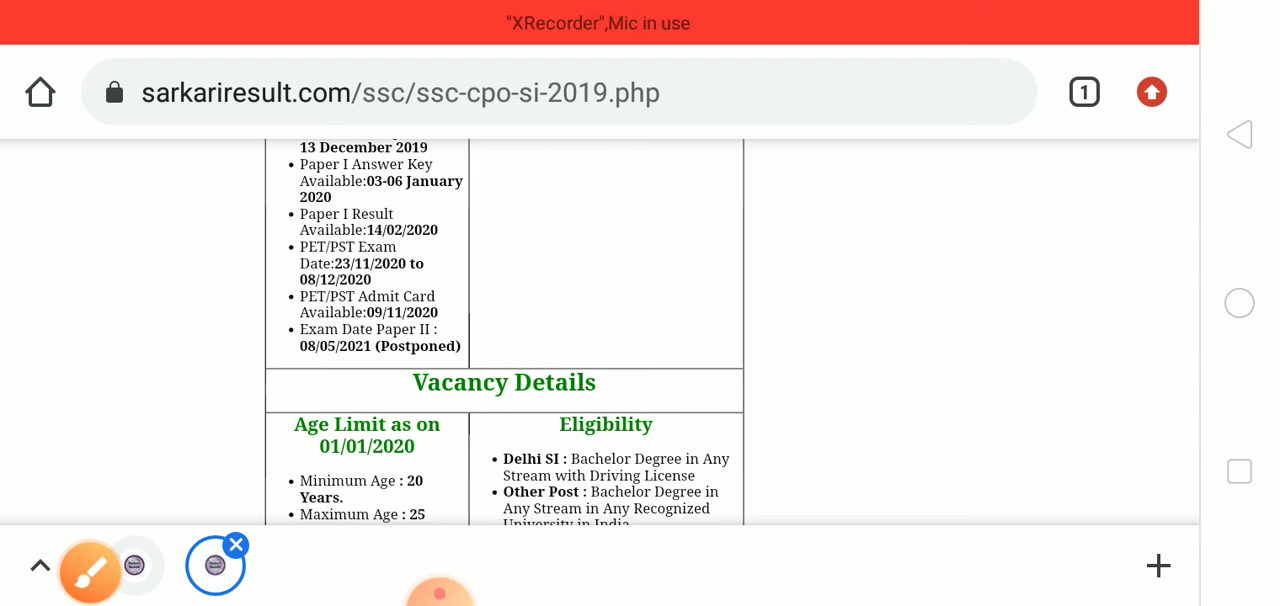 "XRecorder",Mic in use
sarkariresult.com/ssc/ssc-cpo-si-2019.php
1
13 December 2019
• Paper I Answer Key
Available:03-06 January
2020
• Paper I Result
Available:14/02/2020
• PET/PST Exam
Date:23/11/2020 to
08/12/2020
• PET/PST Admit Card
Available:09/11/2020
• Exam Date Paper II :
08/05/2021 (Postponed)
Vacancy Details
Age Limit as on
01/01/2020
• Minimum Age : 20
Years.
• Maximum Age : 25
Eligibility
• Delhi SI : Bachelor Degree in Any
Stream with Driving License
• Other Post : Bachelor Degree in
Any Stream in Any Recognized
University in India